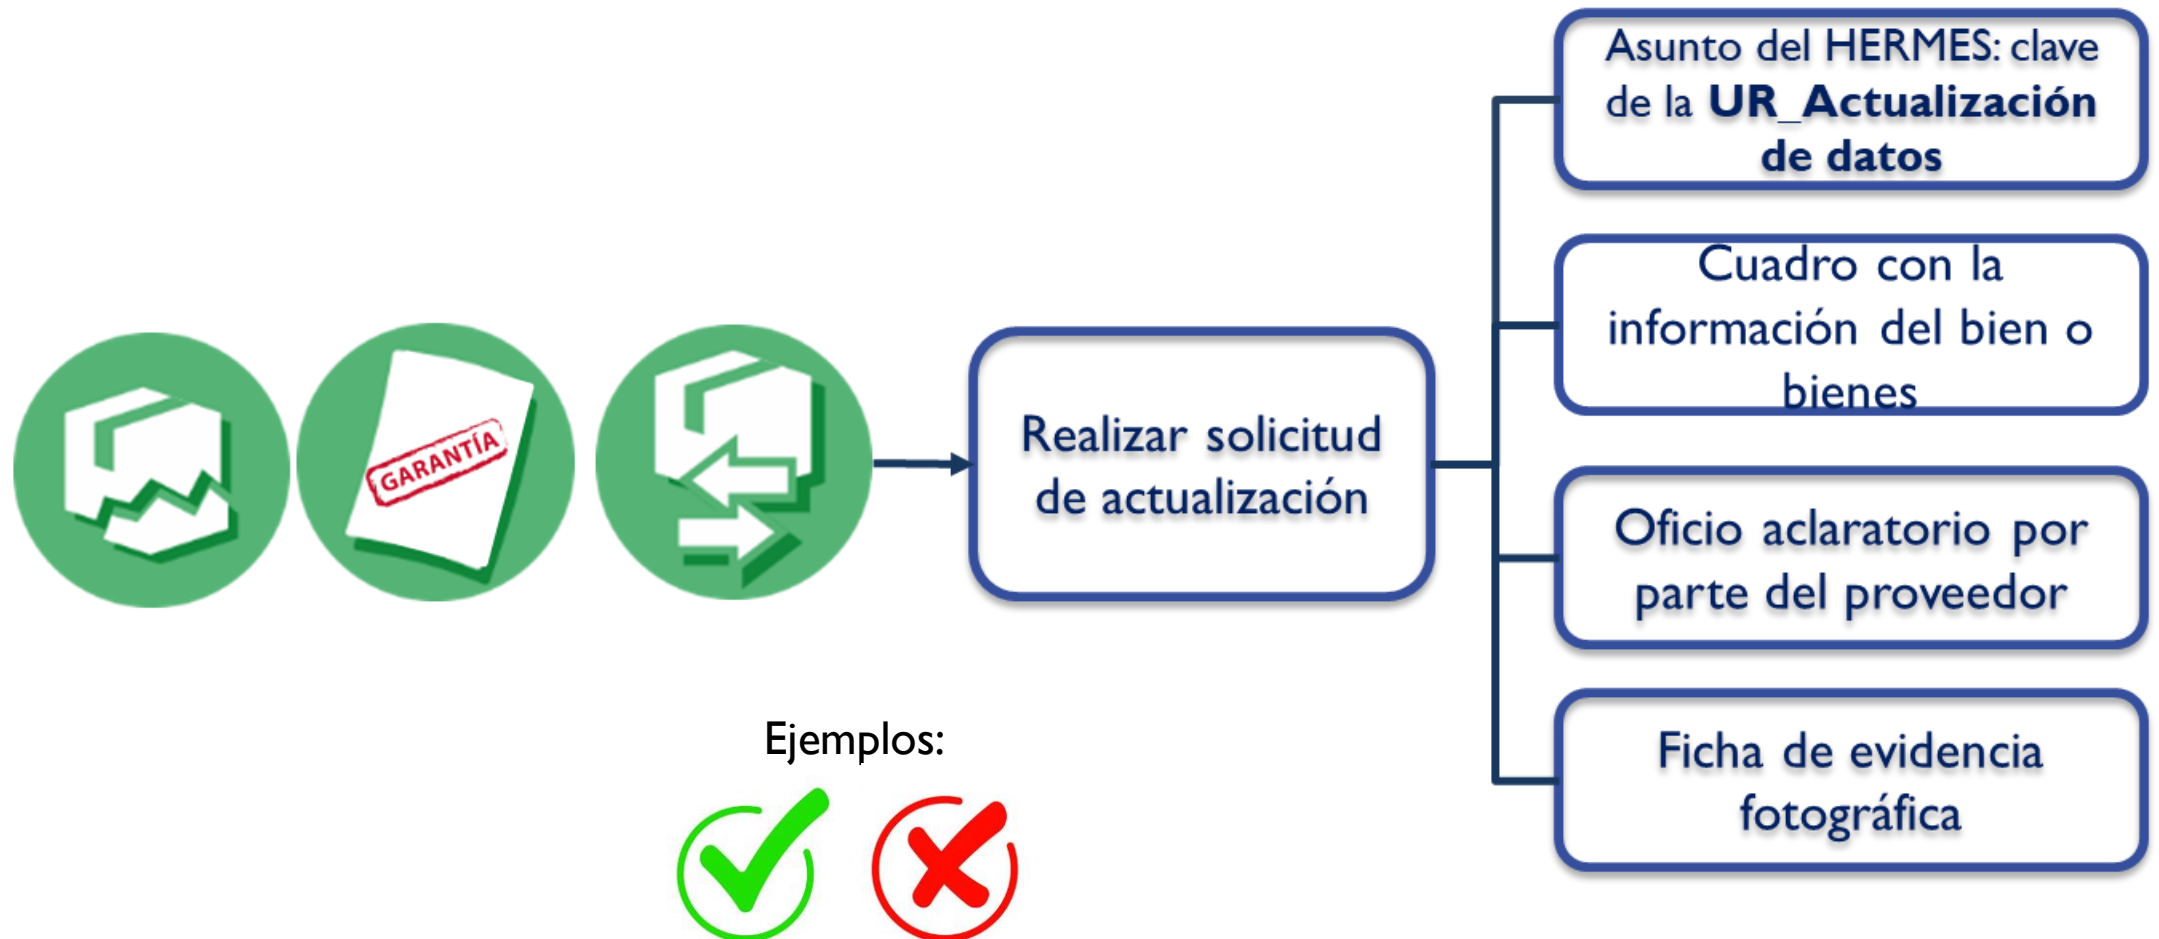 GARANTÍA
Realizar solicitud
de actualización
Asunto del HERMES: clave
de la UR_Actualización
de datos
Cuadro con la
información del bien o
bienes
Oficio aclaratorio por
parte del proveedor
Ficha de evidencia
fotográfica
Ejemplos: